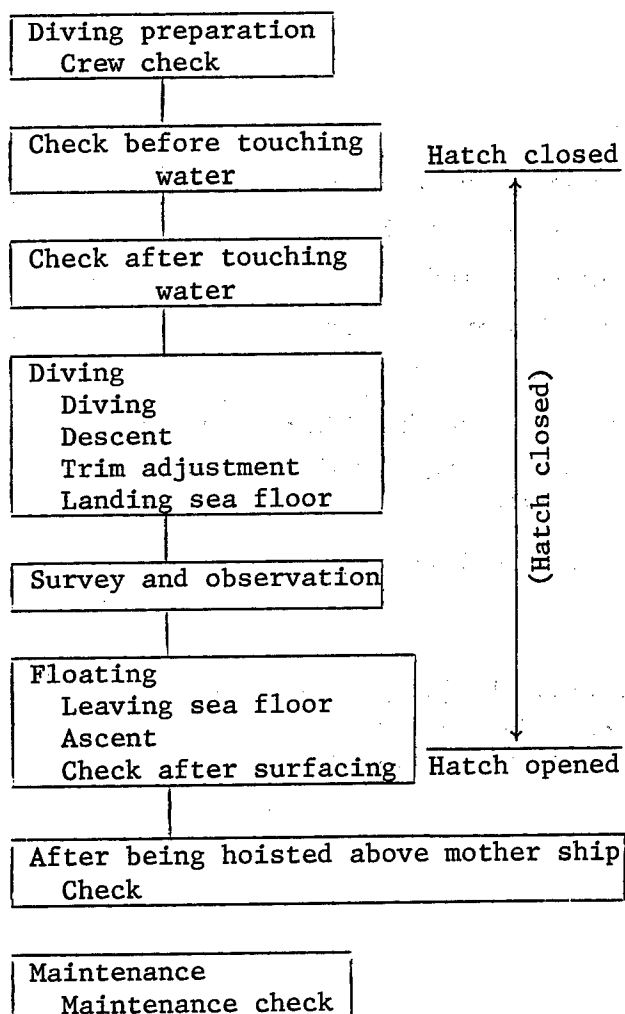 Diving preparation
Crew check
Check before touching
water
Hatch closed
Check after touching
water
Diving
Diving
Descent
Trim adjustment
Landing sea floor
(Hatch closed)
Survey and observation
Floating
Leaving sea floor
Ascent
Check after surfacing
Hatch opened
After being hoisted above mother ship
Check
Maintenance
Maintenance check